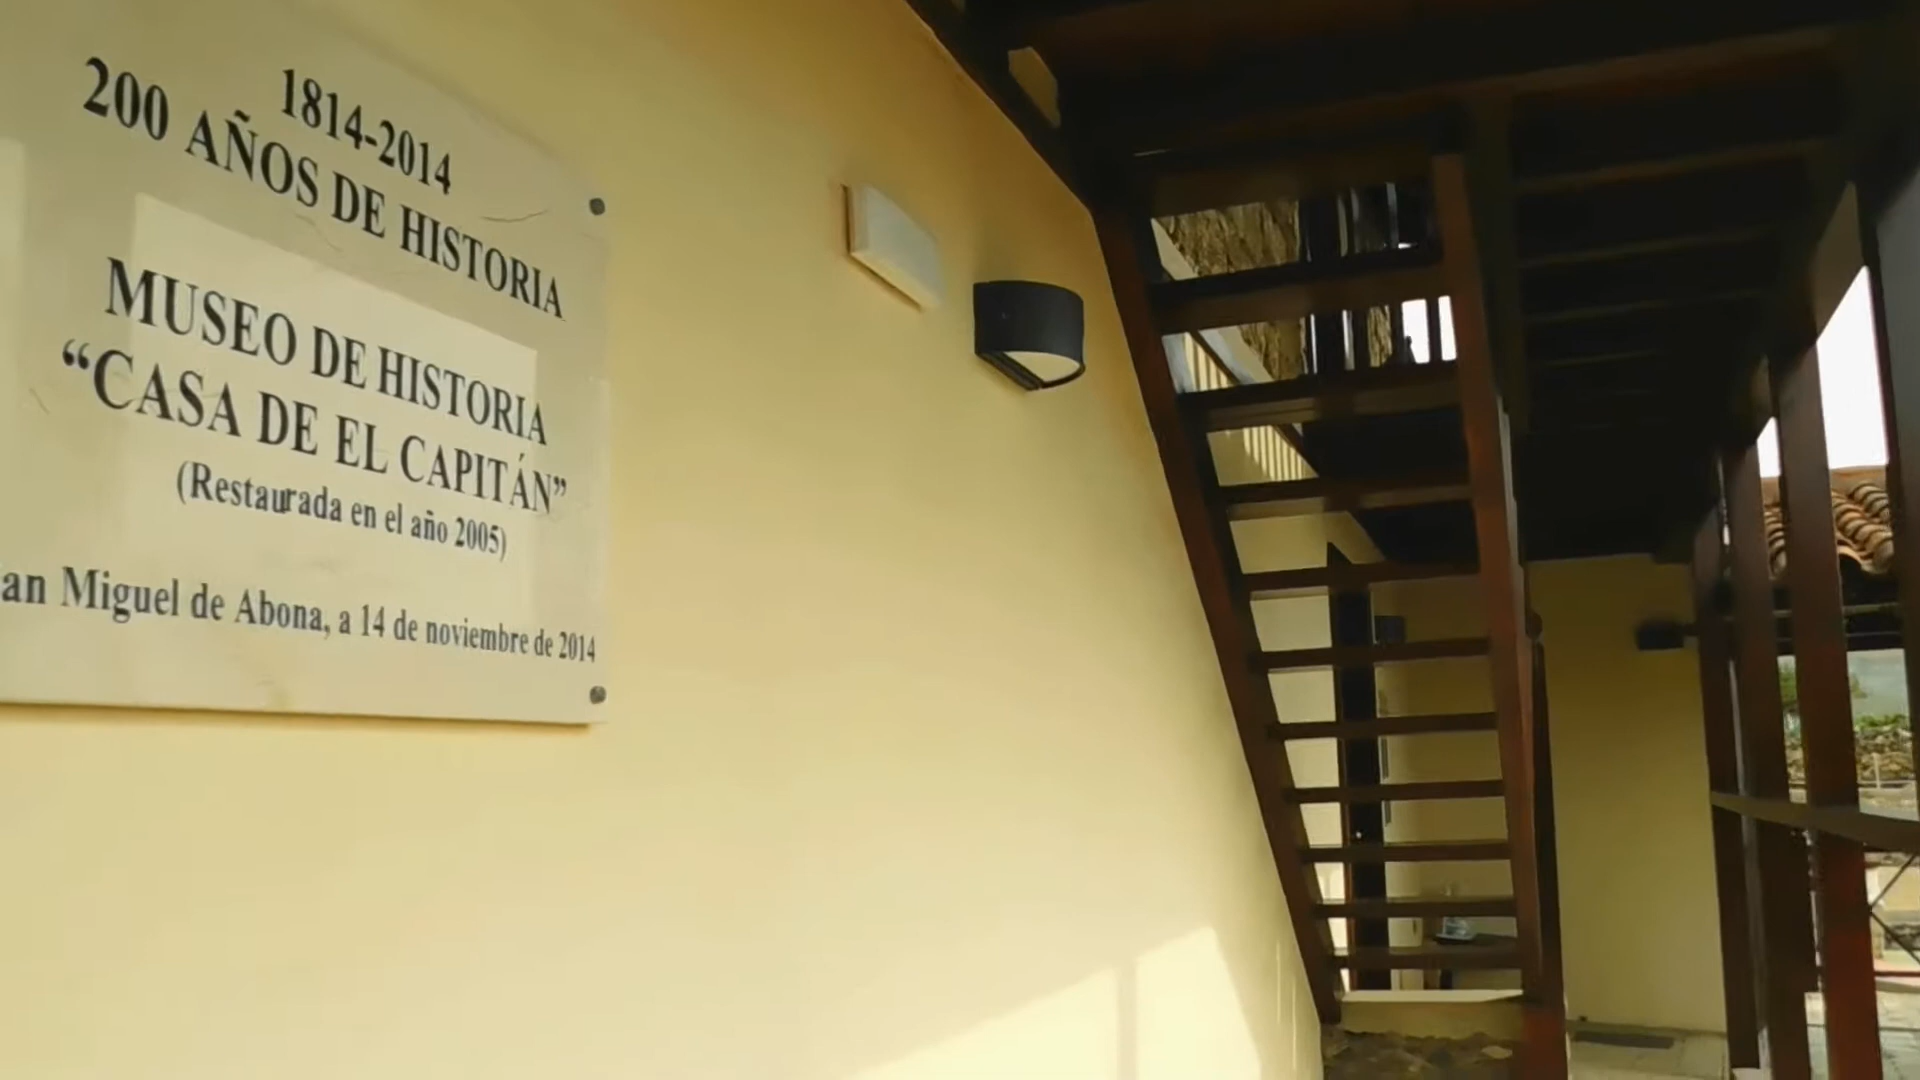 1814-2014
200 AÑOS DE HISTORIA
MUSEO DE HISTORIA
“CASA DE EL CAPITÁN”
(Restaurada en el año 2005)
an Miguel de Abona, a 14 de noviembre de 2014